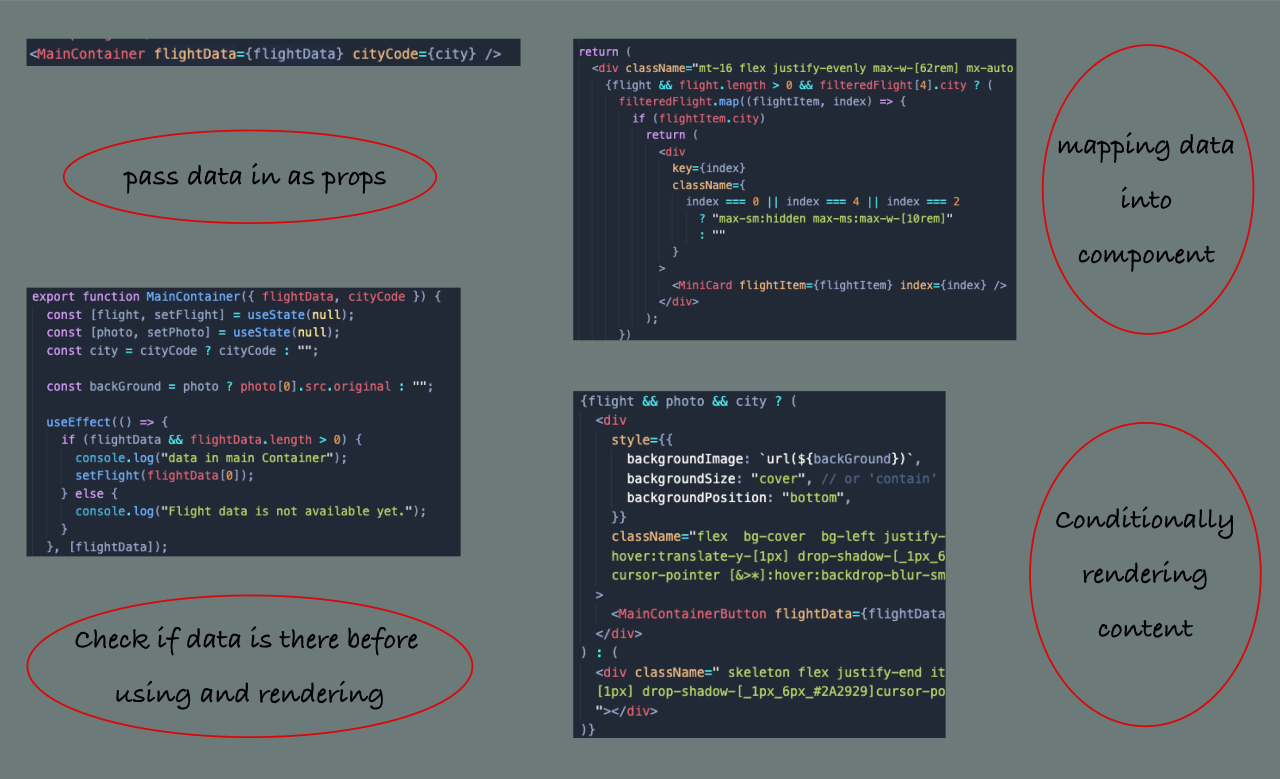 <MainContainer flightData={flightData} cityCode={city} />
pass data in as props
export function MainContainer({ flightData, cityCode }) {
const [flight, setFlight] = useState(null);
const [photo, setPhoto] = useState(null);
const city = cityCode ? cityCode : "";
const backGround = photo ? photo[0].src.original : "";
useEffect(() => {
if (flightData && flightData.length > 0) {
console.log("data in main Container");
setFlight(flightData[0]);
} else {
console.log("Flight data is not available yet.");
}
}, [flightData]);
Check if data is there before
using and rendering
return (
<div className="mt-16 flex justify-evenly max-w-[62rem] mx-auto
{flight && flight.length > 0 && filteredFlight[4].city ? (
filteredFlight.map((flightItem, index) => {
if (flightItem.city)
return (
<div
key={index}
className={
index === 0 || index === 4 || index === 2
? "max-sm:hidden max-ms:max-w-[10rem]"
: ""
}
>
<MiniCard flightItem={flightItem} index={index} />
</div>
);
})
mapping data
into
component
{flight && photo && city ? (
<div
style={{
backgroundImage: `url(${backGround})`,
backgroundSize: "cover", // or 'contain'
backgroundPosition: "bottom",
}}
className="flex  bg-cover  bg-left justify-
hover:translate-y-[1px] drop-shadow-[_1px_6
cursor-pointer [&>*]:hover:backdrop-blur-sm
>
<MainContainerButton flightData={flightData
</div>
) : (
<div className=" skeleton flex justify-end it
[1px] drop-shadow-[_1px_6px_#2A2929]cursor-po
"></div>
)}
Conditionally
rendering
content